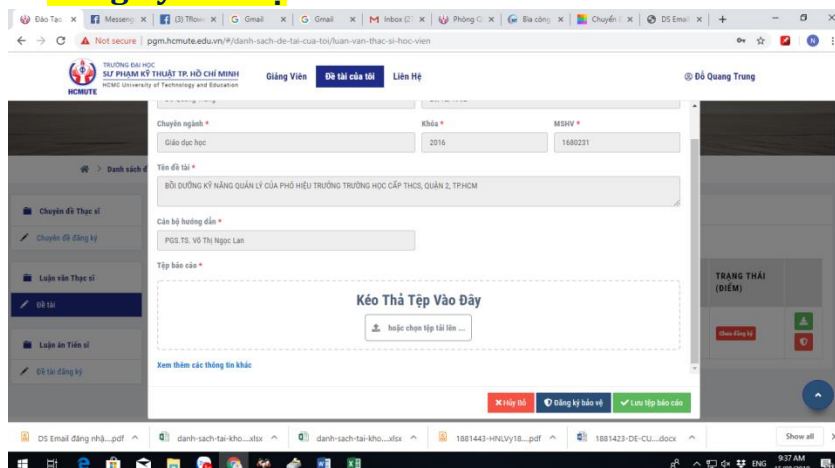 Đào Tạo
Messeng
(3) Tflow
Gmail
Gmail
Inbox (2
Phòng
Bìa công
Chuyển
DS Emai
Not secure | pgm.hcmute.edu.vn/#/danh-sach-de-tai-cua-toi/luan-van-thac-si-hoc-vien
TRƯỜNG ĐẠI HỌC
SƯ PHẠM KỸ THUẬT TP. HỒ CHÍ MINH
HCMC University of Technology and Education
HCMUTE
Giảng Viên
Đề tài của tôi
Liên Hệ
Đỗ Quang Trung
Chuyên ngành *
Khóa *
MSHV *
Giáo dục học
2016
1680231
> Danh sách đ
Tên đề tài *
BỒI DƯỠNG KỸ NĂNG QUẢN LÝ CỦA PHÓ HIỆU TRƯỞNG TRƯỜNG HỌC CẤP THCS, QUẬN 2, TP.HCM
Chuyên đề Thạc sĩ
Chuyên đề đăng ký
Cán bộ hướng dẫn *
PGS.TS. Võ Thị Ngọc Lan
Luận văn Thạc sĩ
Đề tài
Luận án Tiến sĩ
Đề tài đăng ký
Tệp báo cáo *
Kéo Thả Tệp Vào Đây
hoặc chọn tệp tải lên ...
TRẠNG THÁI
(ĐIỂM)
Chưa đăng ký
Xem thêm các thông tin khác
Hủy Bỏ
Đăng ký bảo vệ
Lưu tệp báo cáo
DS Email đăng nhậ....pdf
danh-sach-tai-kho....xlsx
danh-sach-tai-kho....xlsx
1881443-HNLVy18....pdf
1881423-DE-CU....docx
Show all
ENG
9:37 AM